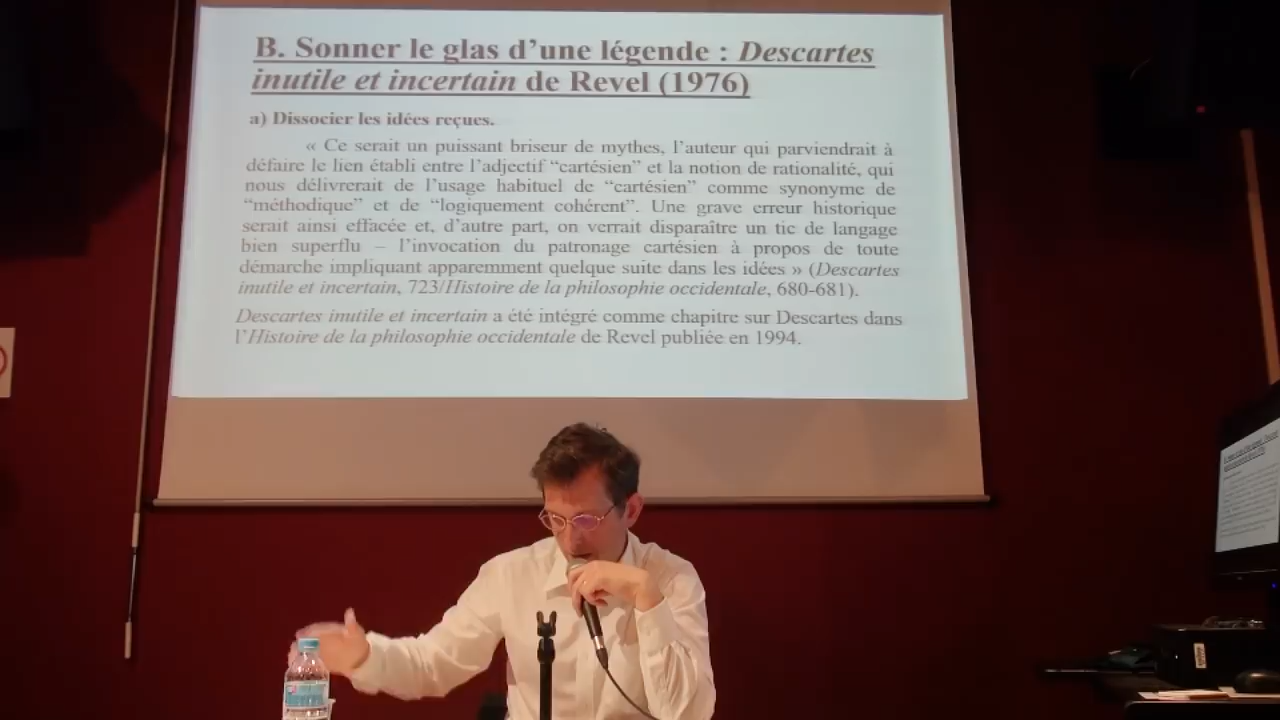 B. Sonner le glas d’une légende : Descartes
inutile et incertain de Revel (1976)
a) Dissocier les idées reçues.
« Ce serait un puissant briseur de mythes, l’auteur qui parviendrait à
défaire le lien établi entre l’adjectif “cartésien” et la notion de rationalité, qui
nous délivrerait de l’usage habituel de “cartésien” comme synonyme de
“méthodique” et de “logiquement cohérent”. Une grave erreur historique
serait ainsi effacée et, d’autre part, on verrait disparaître un tic de langage
bien superflu – l’invocation du patronage cartésien à propos de toute
démarche impliquant apparemment quelque suite dans les idées » (Descartes
inutile et incertain, 723/Histoire de la philosophie occidentale, 680-681).
Descartes inutile et incertain a été intégré comme chapitre sur Descartes dans
l’Histoire de la philosophie occidentale de Revel publiée en 1994.